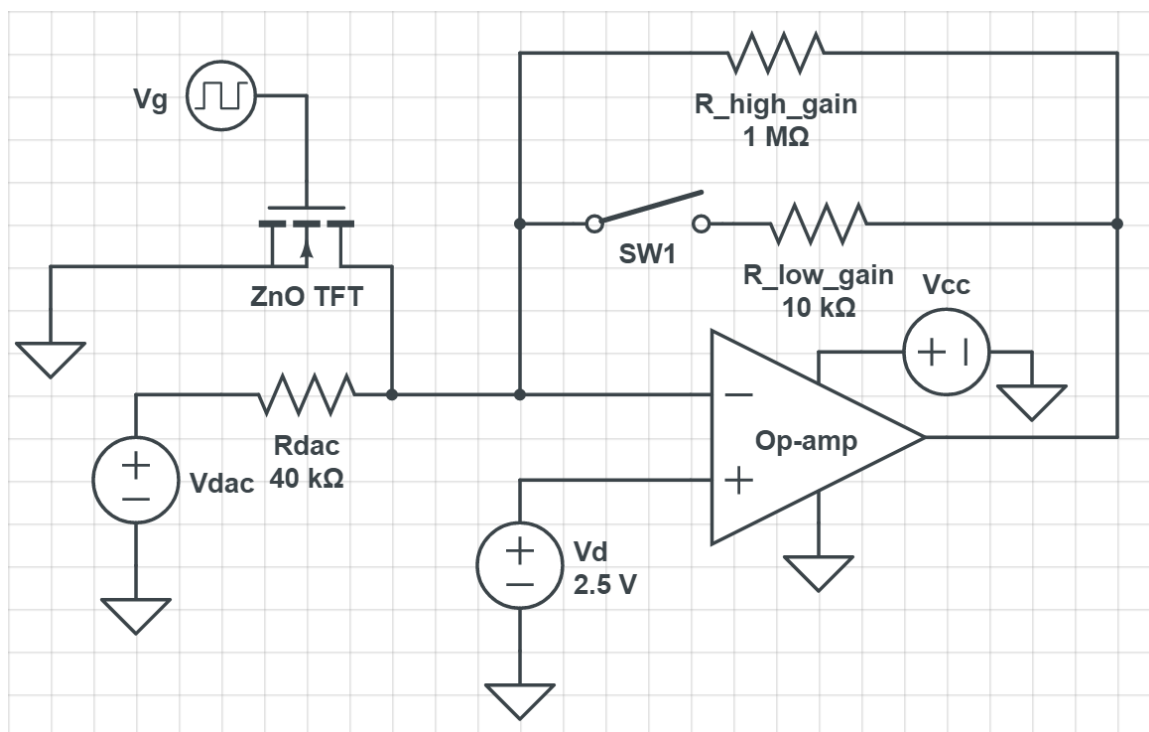 R_high_gain
1 MΩ
Vg
SW1
ZnO TFT
R_low_gain
10 kΩ
Vcc
Rdac
40 kΩ
Vdac
Op-amp
Vd
2.5 V